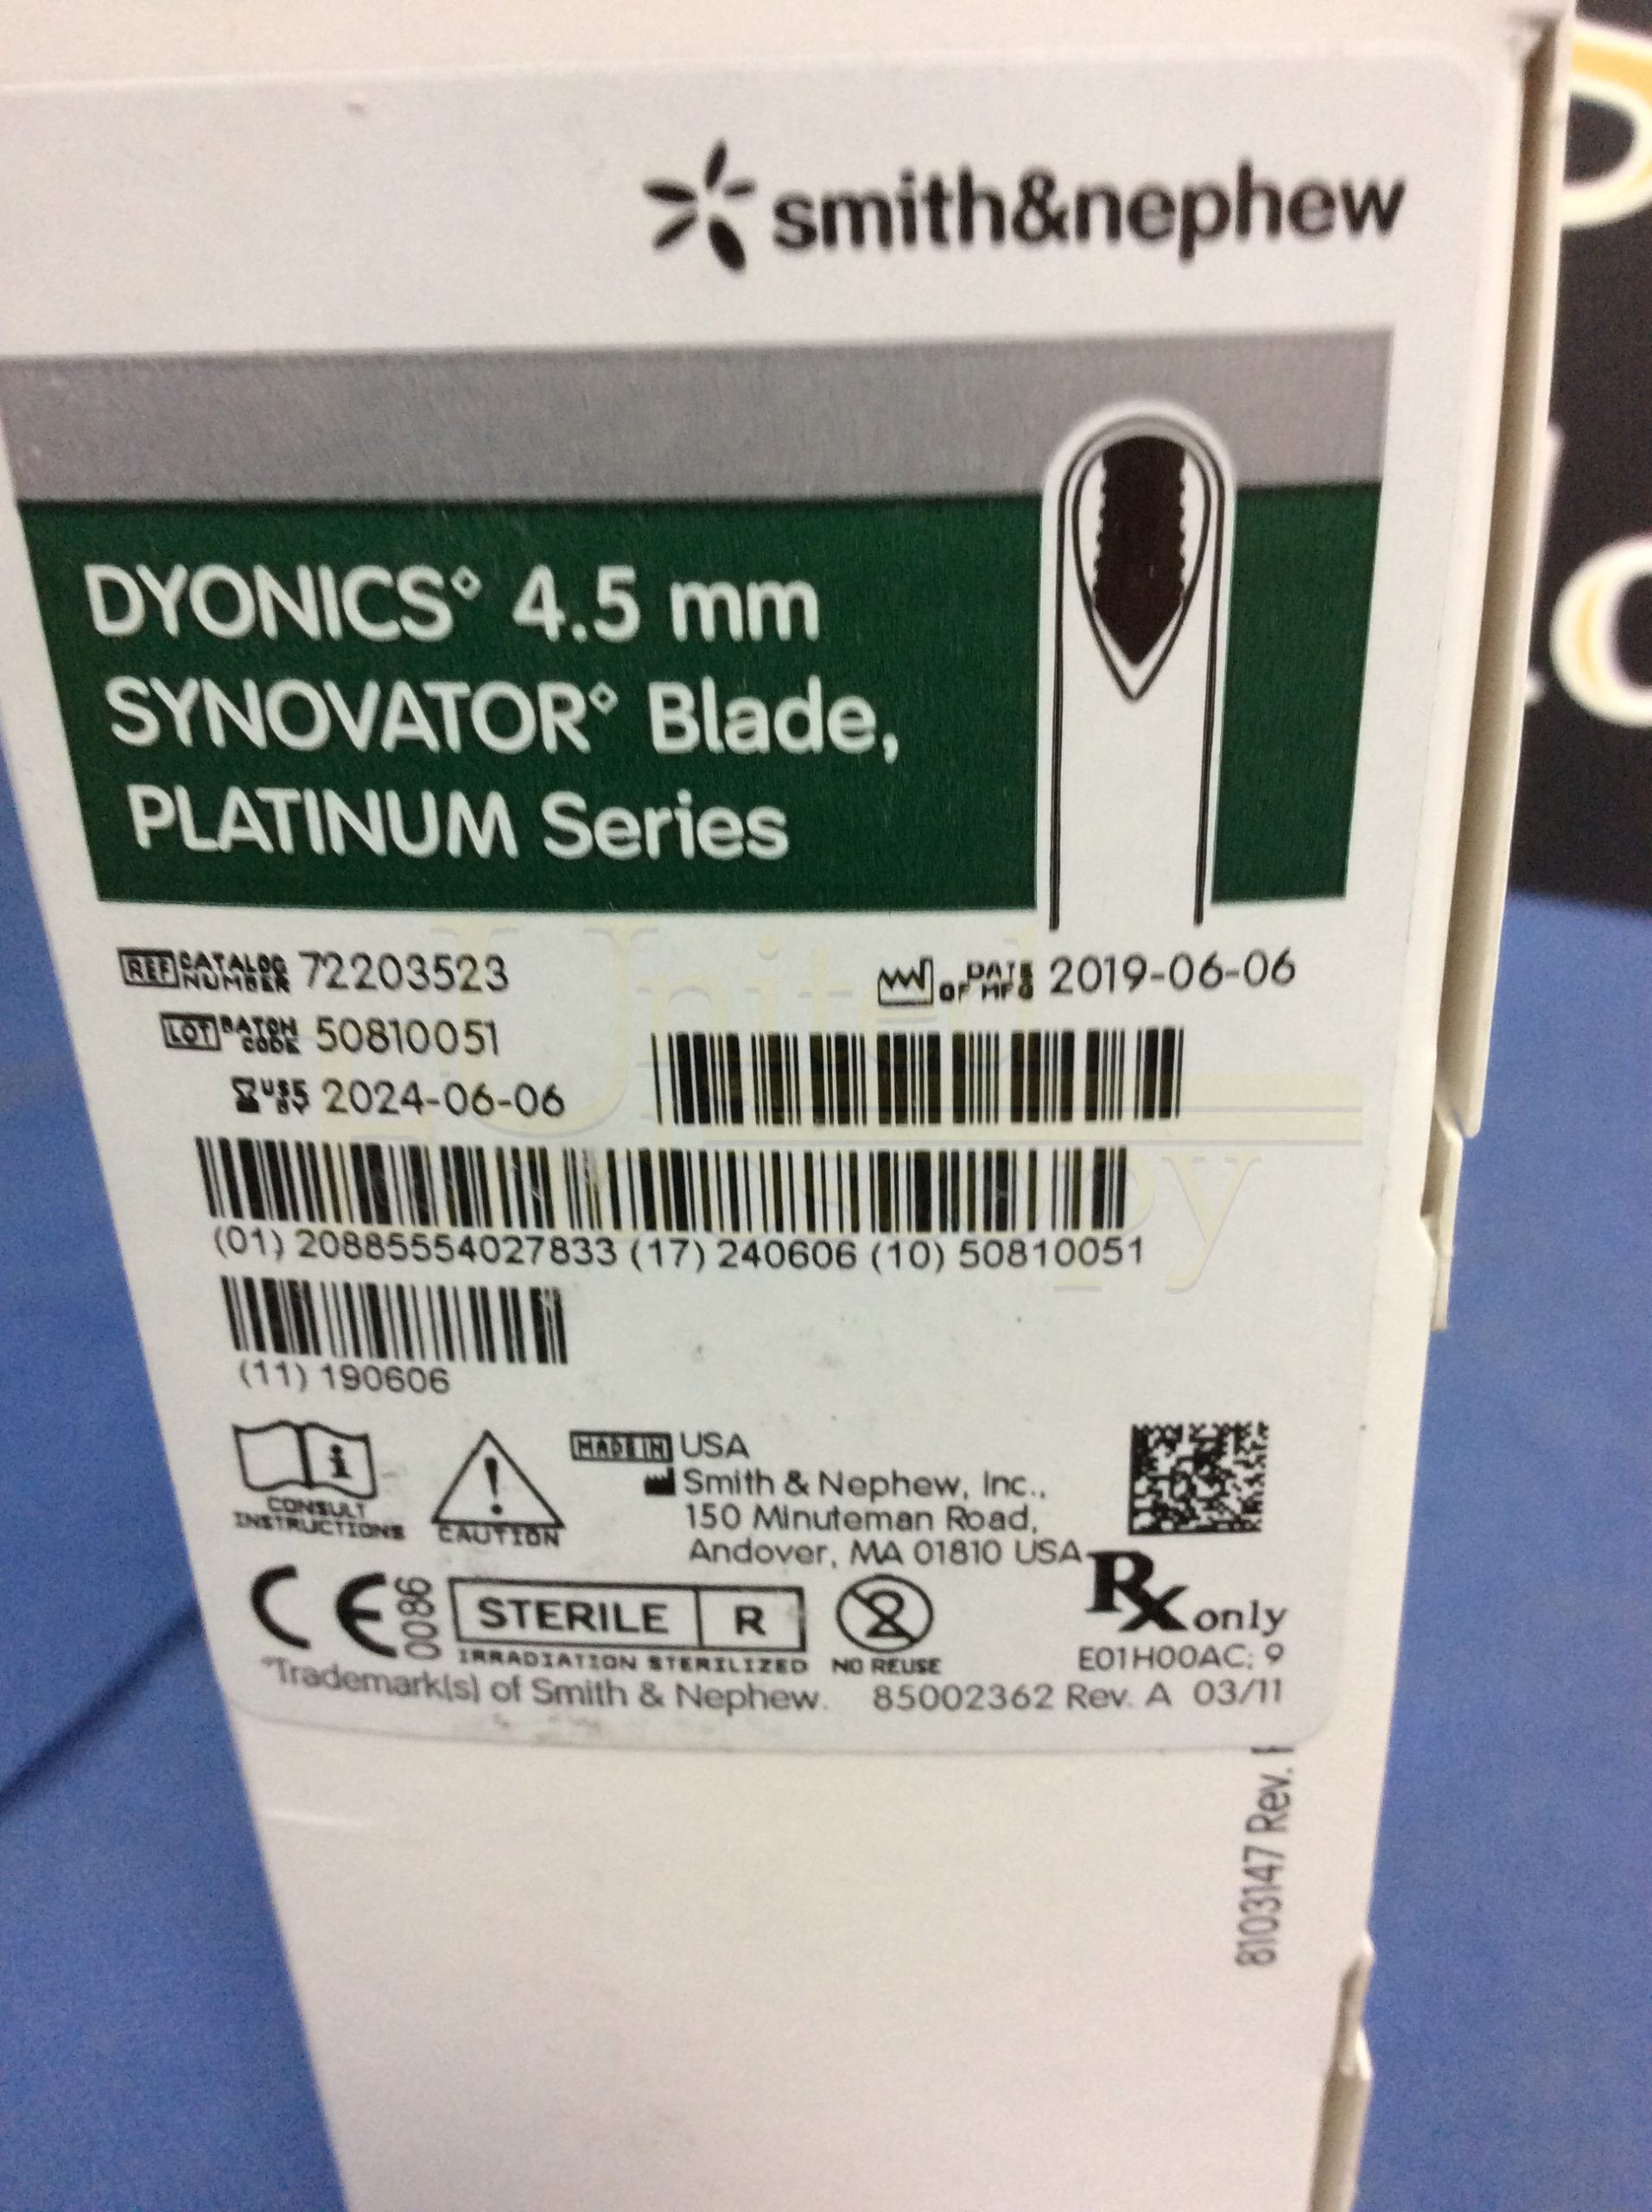 smith&nephew
DYONICS◊ 4.5 mm
SYNOVATOR◊ Blade,
PLATINUM Series
REF CATALOG NUMBER 72203523
DATE OF MFG 2019-06-06
LOT BATCH CODE 50810051
USE BY 2024-06-06
(01) 20885554027833 (17) 240606 (10) 50810051
(11) 190606
CONSULT INSTRUCTIONS
CAUTION
MADE IN USA
Smith & Nephew, Inc.,
150 Minuteman Road,
Andover, MA 01810 USA
Rx only
CE 0086
STERILE R
IRRADIATION STERILIZED
NO REUSE
E01H00AC; 9
◊Trademark(s) of Smith & Nephew. 85002362 Rev. A 03/11
8103147 Rev.
United